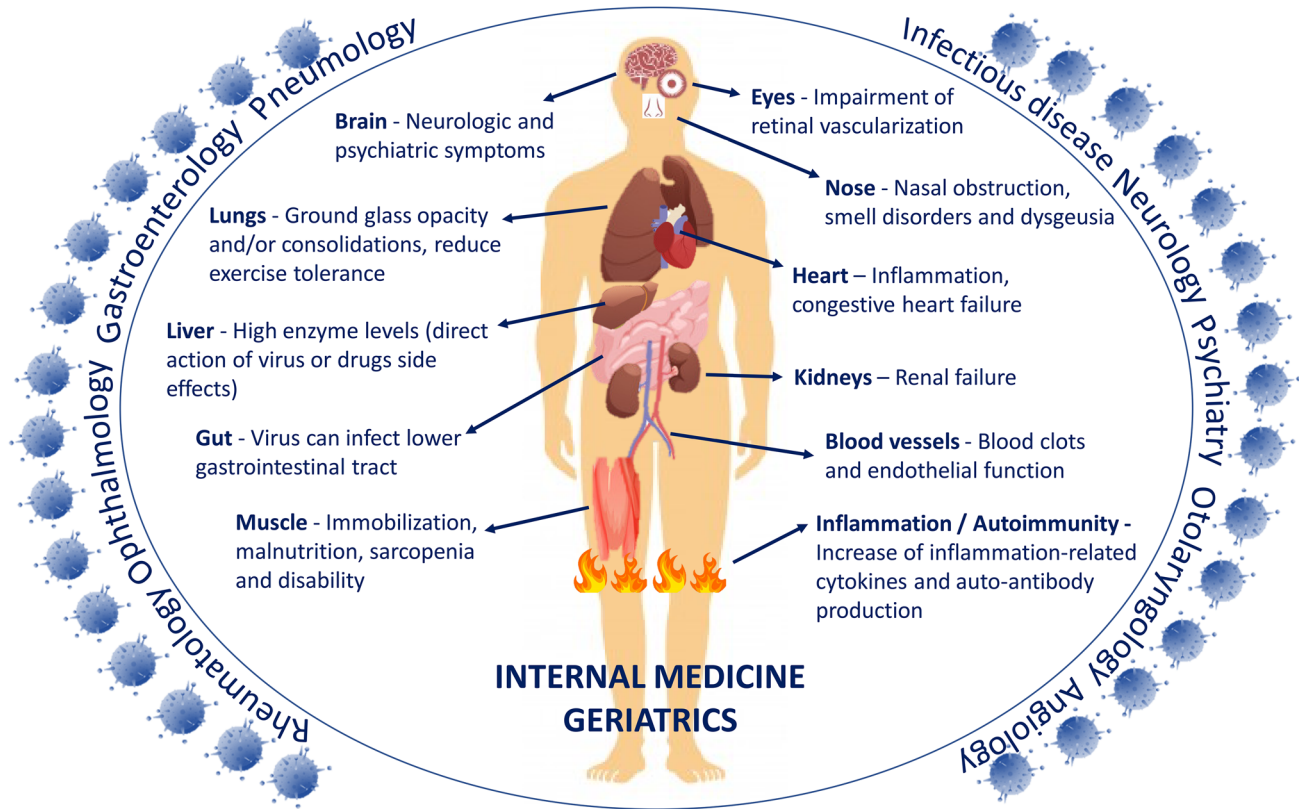 Pneumology
Gastroenterology
Ophthalmology
Rheumatology
Infectious disease
Neurology
Psychiatry
Otolaryngology
Angiology
Brain - Neurologic and
psychiatric symptoms
Eyes - Impairment of
retinal vascularization
Nose - Nasal obstruction,
smell disorders and dysgeusia
Lungs - Ground glass opacity
and/or consolidations, reduce
exercise tolerance
Heart – Inflammation,
congestive heart failure
Liver - High enzyme levels (direct
action of virus or drugs side
effects)
Kidneys – Renal failure
Gut - Virus can infect lower
gastrointestinal tract
Blood vessels - Blood clots
and endothelial function
Muscle - Immobilization,
malnutrition, sarcopenia
and disability
Inflammation / Autoimmunity -
Increase of inflammation-related
cytokines and auto-antibody
production
INTERNAL MEDICINE
GERIATRICS